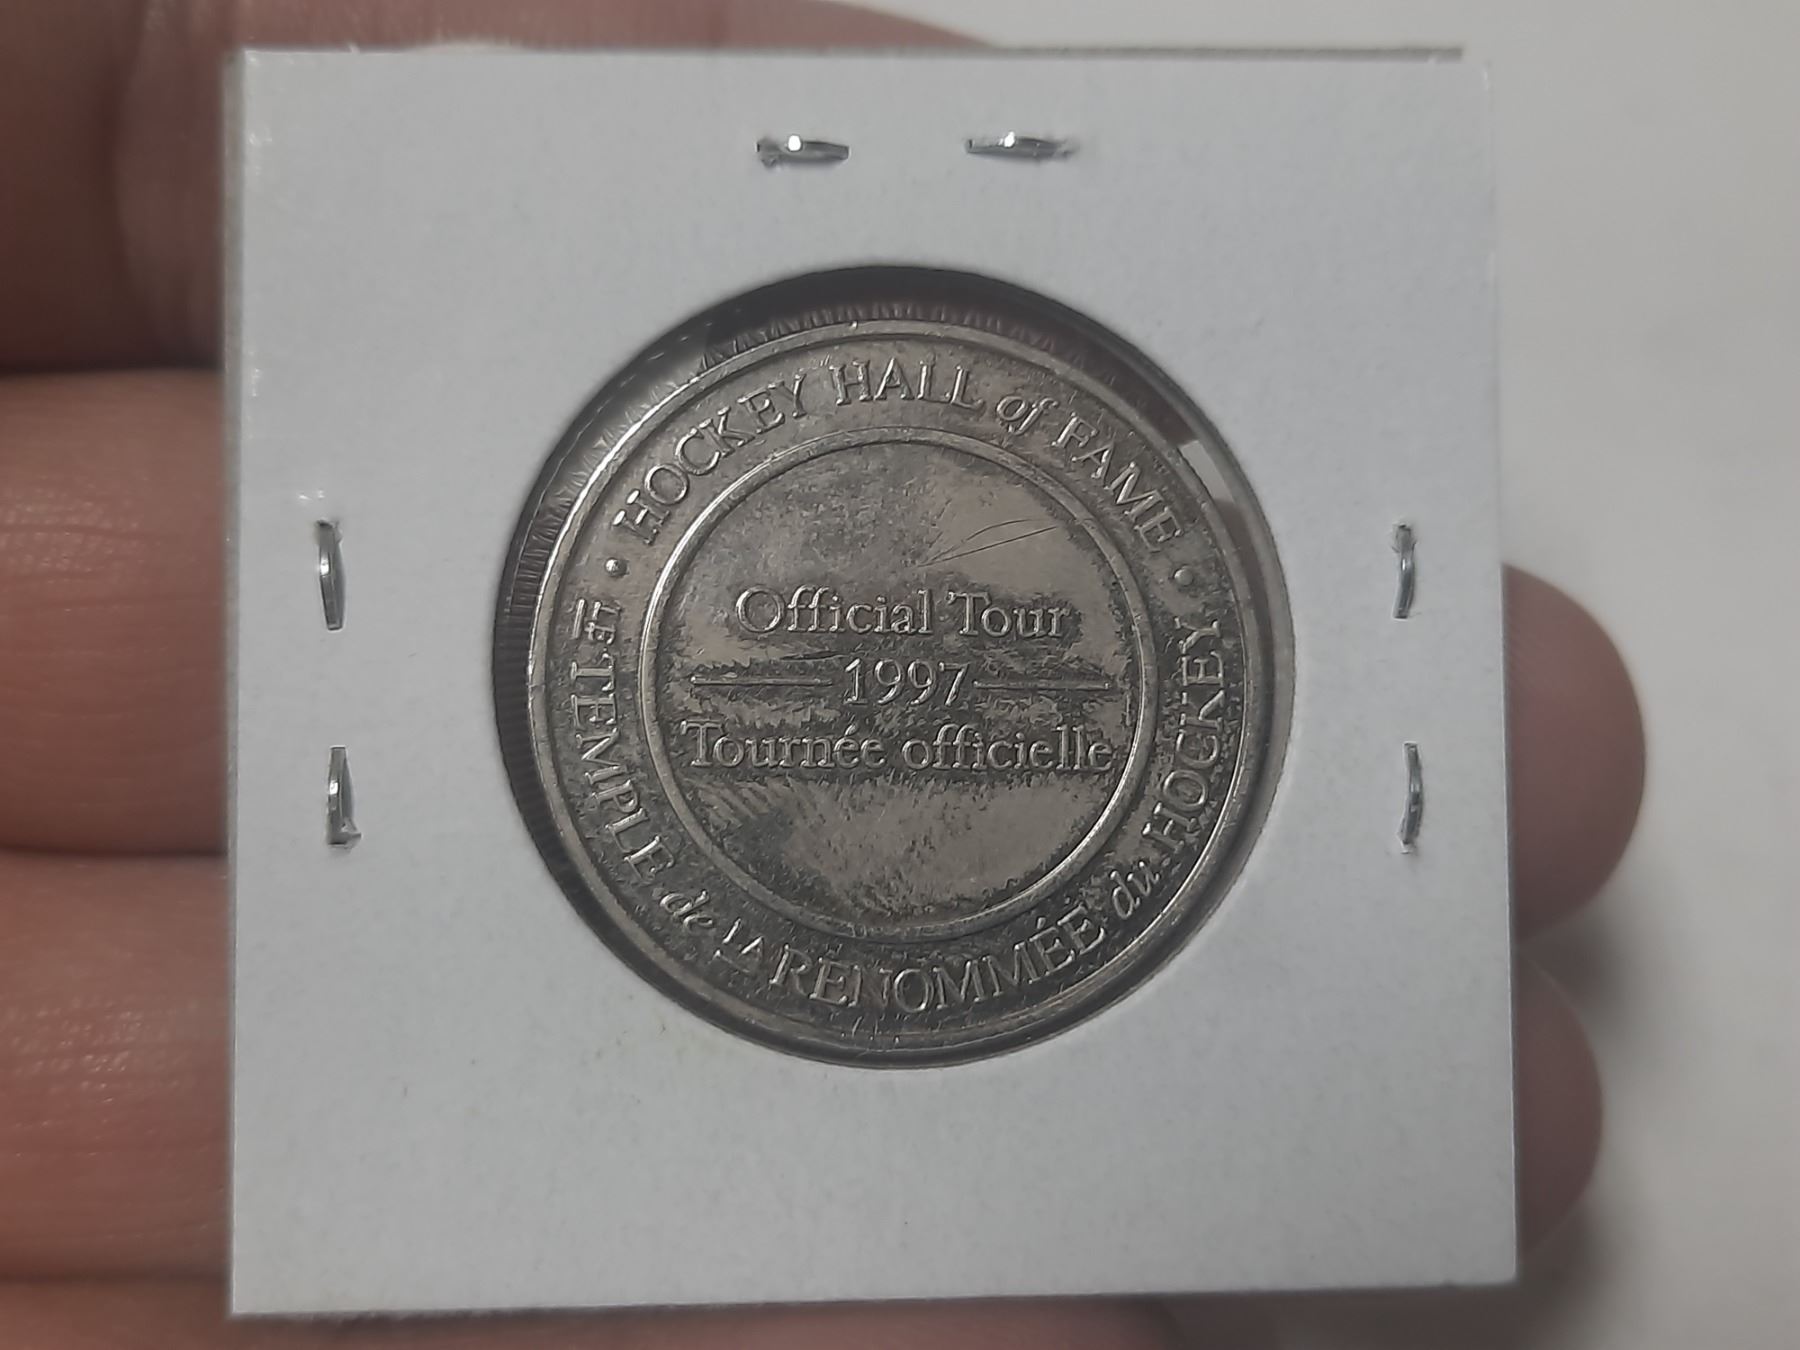 • HOCKEY HALL of FAME •
Official Tour
1997
Tournée officielle
LE TEMPLE de LA RENOMMÉE du HOCKEY